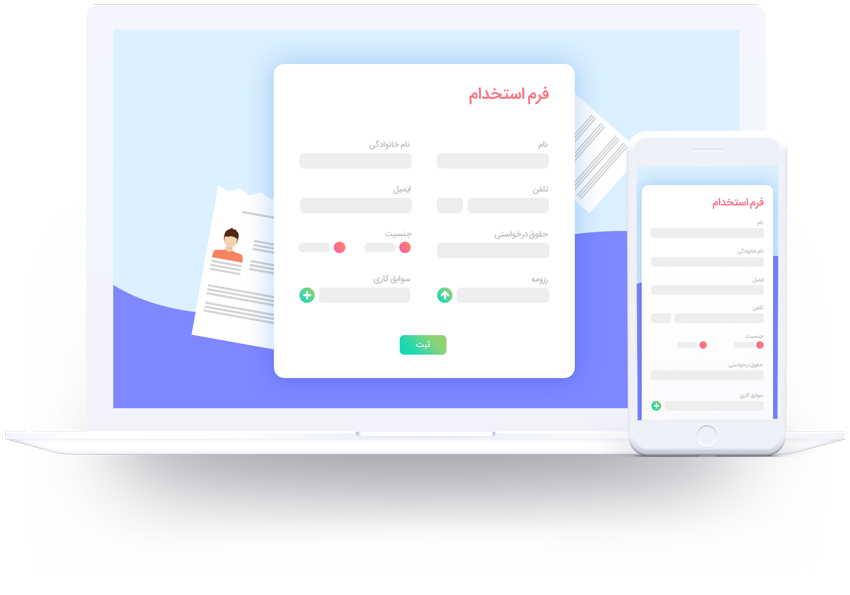 فرم استخدام
نام
نام خانوادگی
تلفن
ایمیل
حقوق درخواستی
جنسیت
رزومه
سوابق کاری
ثبت
فرم استخدام
نام
نام خانوادگی
ایمیل
تلفن
جنسیت
حقوق درخواستی
سوابق کاری